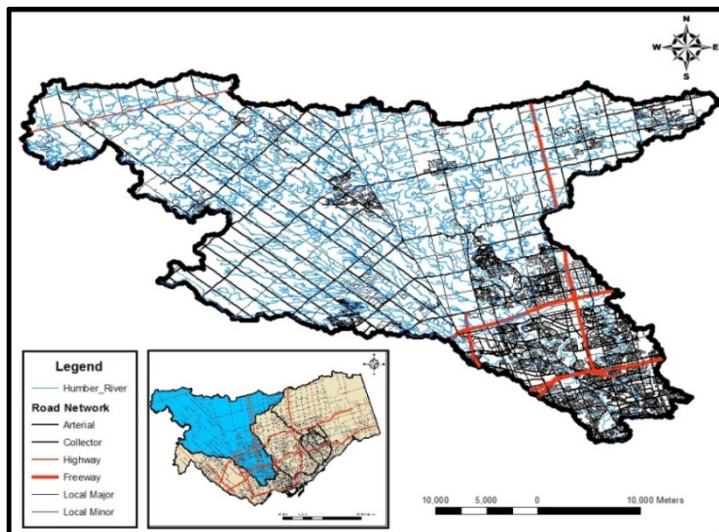 N
W E
S
Legend
Humber_River
Road Network
Arterial
Collector
Highway
Freeway
Local Major
Local Minor
10,000 5,000 0 10,000 Meters